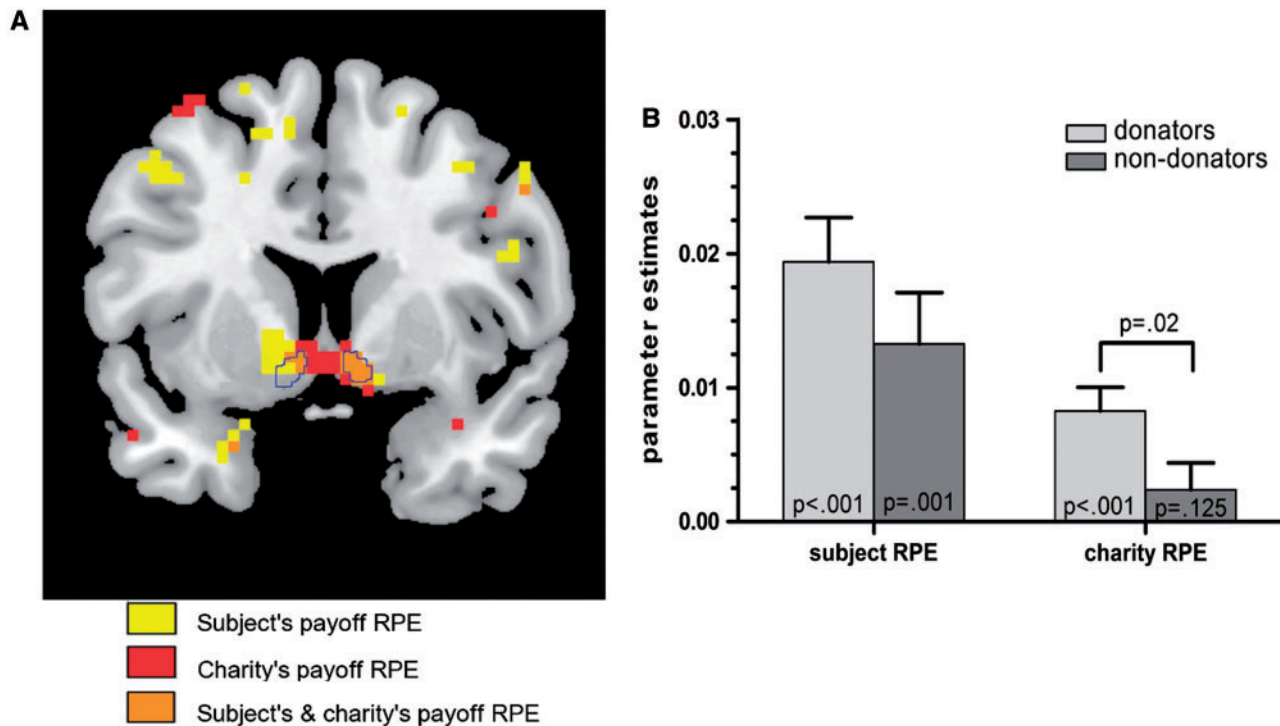 A
Subject's payoff RPE
Charity's payoff RPE
Subject's & charity's payoff RPE
B
donators
non-donators
parameter estimates
0.03
0.02
0.01
0.00
p<.001
p=.001
p<.001
p=.125
p=.02
subject RPE
charity RPE